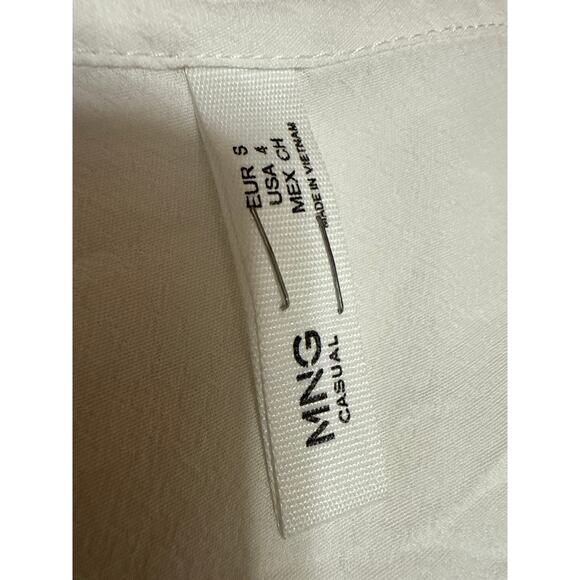 EUR S
USA 4
MEX CH
MADE IN VIETNAM
MNG
CASUAL